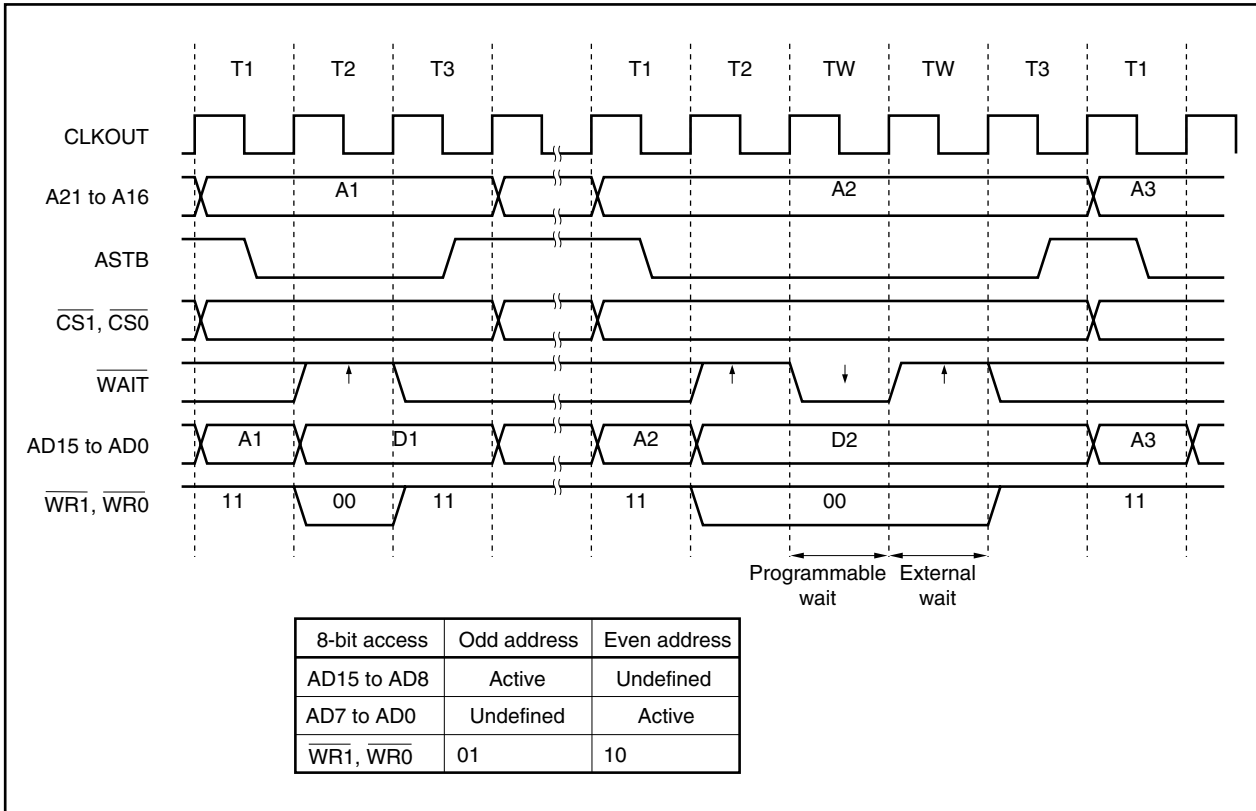 T1 T2 T3 T1 T2 TW TW T3 T1
CLKOUT
A21 to A16 A1 A2 A3
ASTB
CS1, CS0
WAIT
AD15 to AD0 A1 D1 A2 D2 A3
WR1, WR0 11 00 11 11 00 11
Programmable wait
External wait
8-bit access Odd address Even address
AD15 to AD8 Active Undefined
AD7 to AD0 Undefined Active
WR1, WR0 01 10